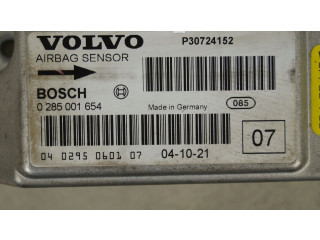 VOLVO
P30724152
AIRBAG SENSOR
BOSCH
0 285 001 654
Made in Germany
085
07
04 0295 0601 07
04-10-21